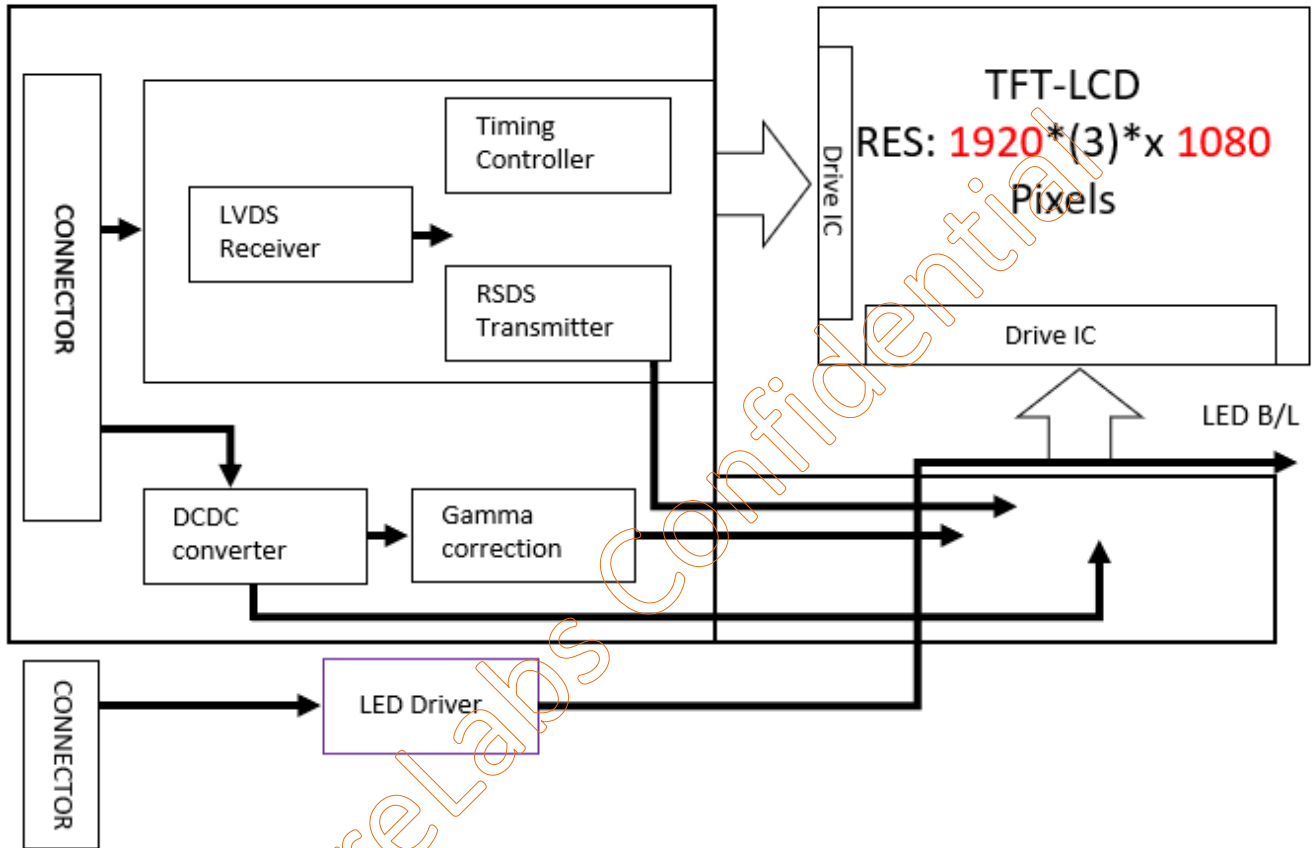 CONNECTOR
Timing
Controller
LVDS
Receiver
RSDS
Transmitter
DCDC
converter
Gamma
correction
Drive IC
TFT-LCD
RES: 1920*(3)*x 1080
Pixels
Drive IC
LED B/L
CONNECTOR
LED Driver
reLabs Confidential